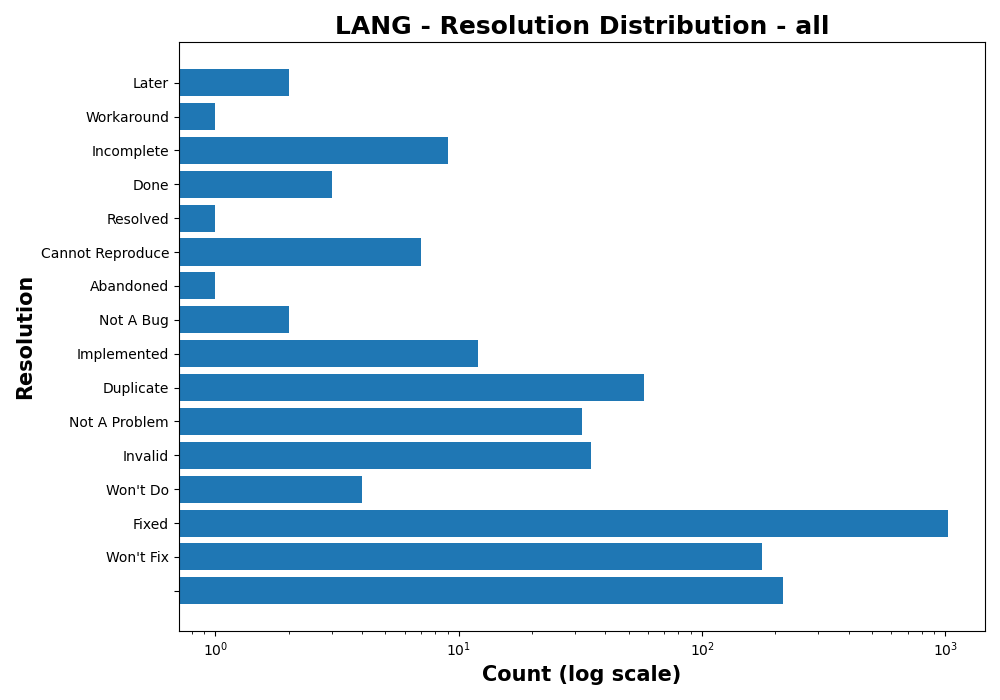 LANG - Resolution Distribution - all
Later
Workaround
Incomplete
Done
Resolved
Cannot Reproduce
Abandoned
Not A Bug
Implemented
Duplicate
Not A Problem
Invalid
Won't Do
Fixed
Won't Fix
Resolution
10⁰ 10¹ 10² 10³
Count (log scale)